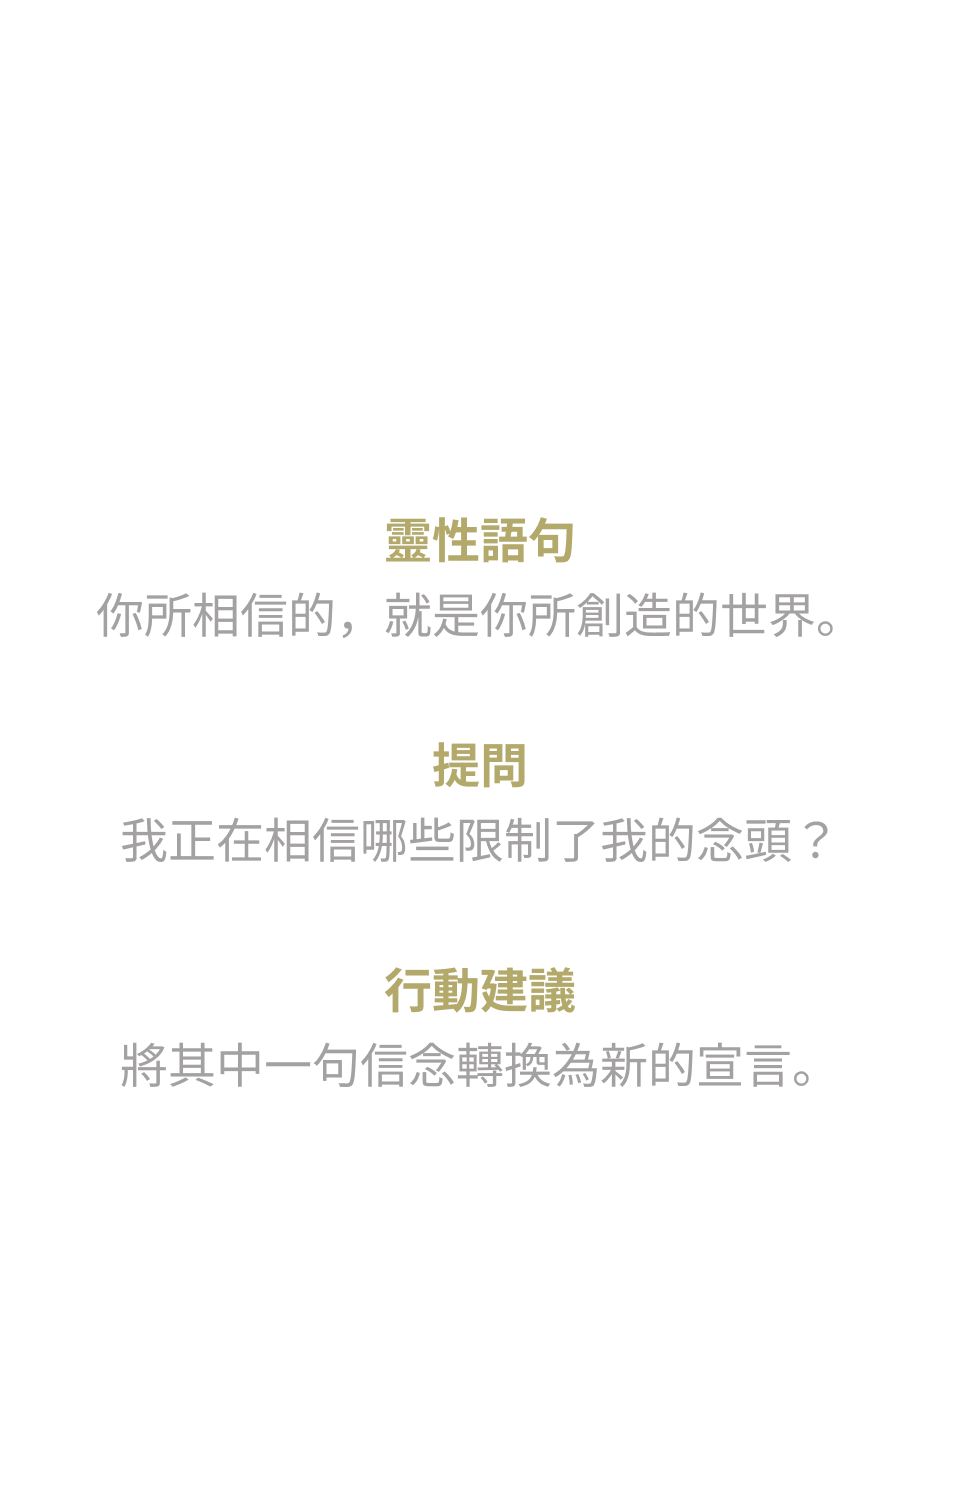 靈性語句
你所相信的，就是你所創造的世界。
提問
我正在相信哪些限制了我的念頭？
行動建議
將其中一句信念轉換為新的宣言。